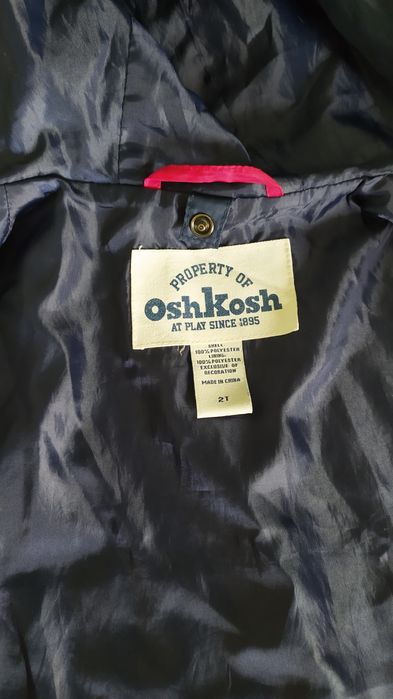 PROPERTY OF
OshKosh
AT PLAY SINCE 1895
SHELL:
100% POLYESTER
LINING:
100% POLYESTER
EXCLUSIVE OF
DECORATION
MADE IN CHINA
2T